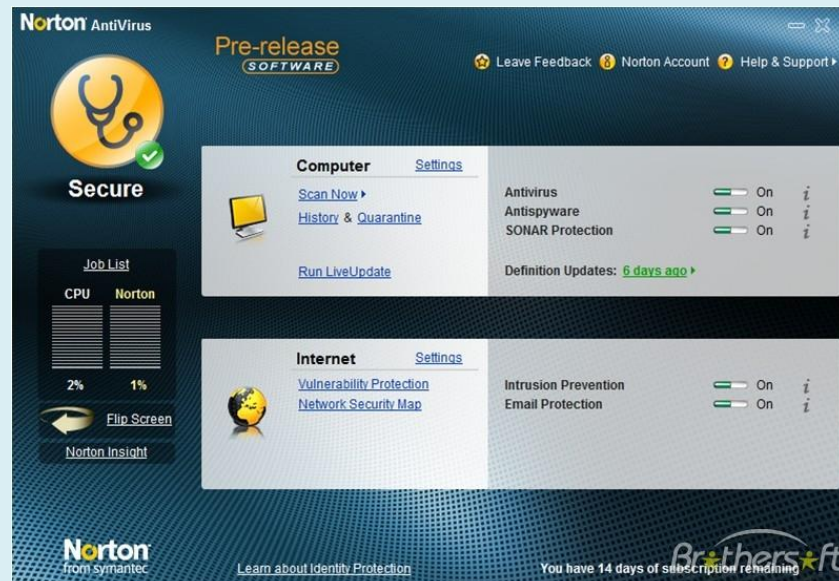 Norton AntiVirus
Pre-release
SOFTWARE
Leave Feedback Norton Account Help & Support
Secure
Computer Settings
Scan Now
History & Quarantine
Run LiveUpdate
Antivirus On
Antispyware On
SONAR Protection On
Definition Updates: 6 days ago
Job List
CPU Norton
2% 1%
Flip Screen
Norton Insight
Internet Settings
Vulnerability Protection
Network Security Map
Intrusion Prevention On
Email Protection On
Norton
from symantec
Learn about Identity Protection
You have 14 days of subscription remaining
Brothersoft